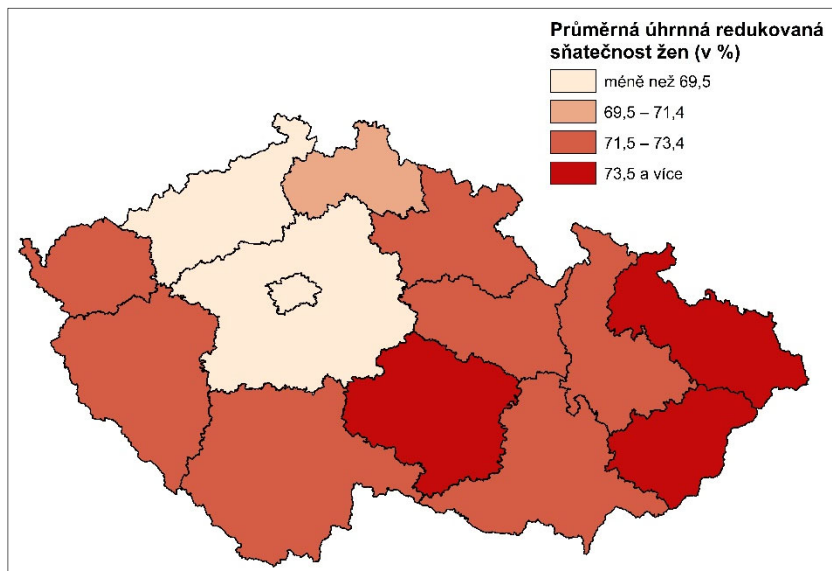 Průměrná úhrnná redukovaná
sňatečnost žen (v %)
méně než 69,5
69,5 – 71,4
71,5 – 73,4
73,5 a více